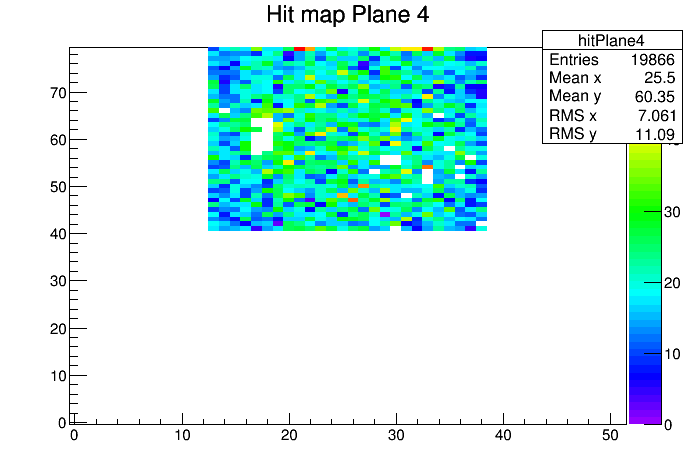 Hit map Plane 4
hitPlane4
Entries 19866
Mean x 25.5
Mean y 60.35
RMS x 7.061
RMS y 11.09
70
60
50
40
30
20
10
0
0 10 20 30 40 50
30
20
10
0